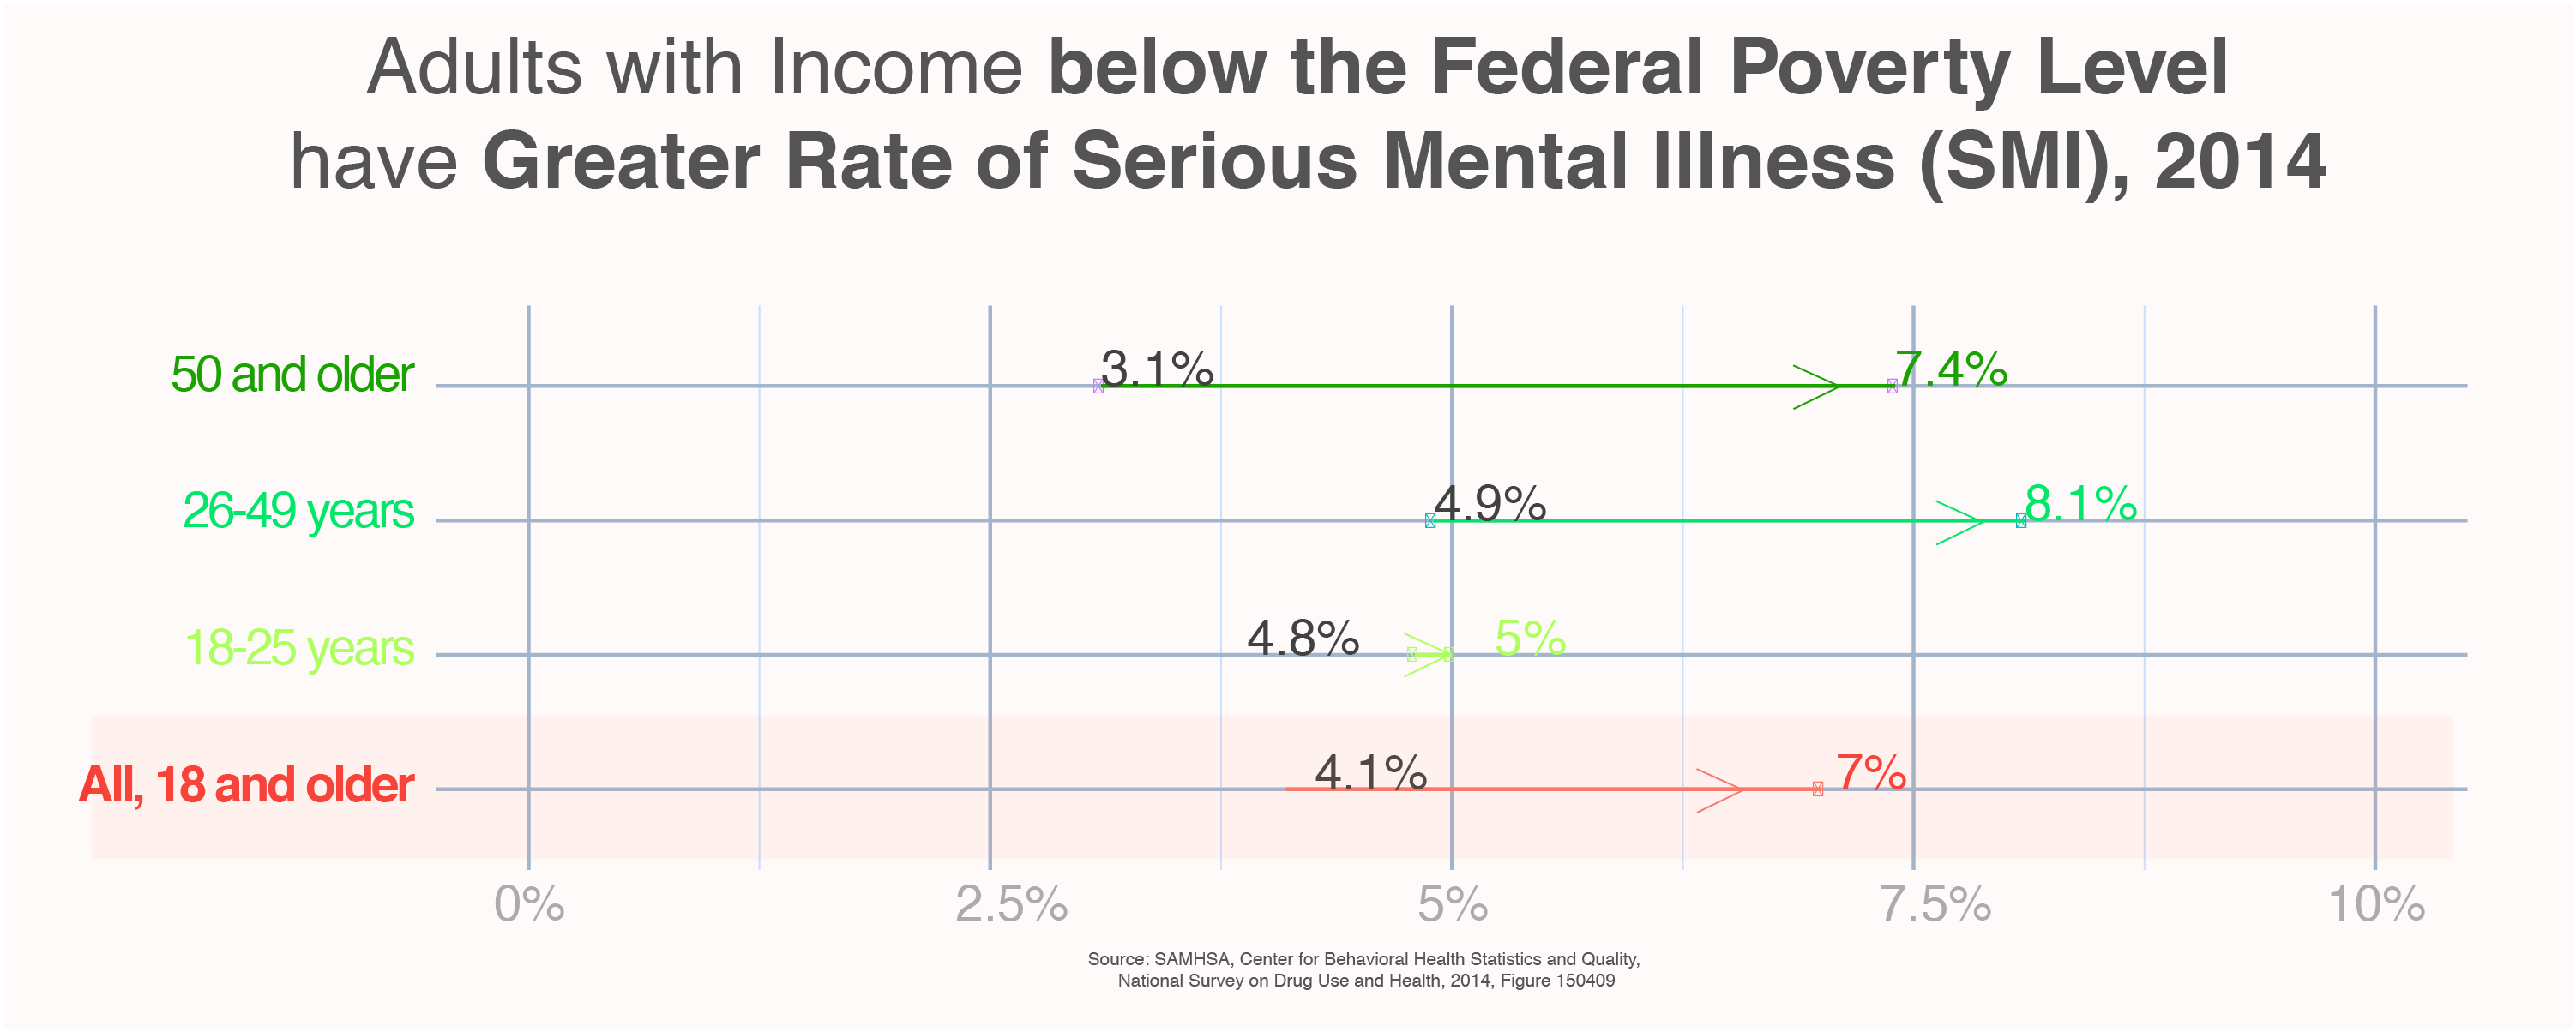 Adults with Income below the Federal Poverty Level
have Greater Rate of Serious Mental Illness (SMI), 2014
50 and older 3.1% 7.4%
26-49 years 4.9% 8.1%
18-25 years 4.8% 5%
All, 18 and older 4.1% 7%
0% 2.5% 5% 7.5% 10%
Source: SAMHSA, Center for Behavioral Health Statistics and Quality,
National Survey on Drug Use and Health, 2014, Figure 150409